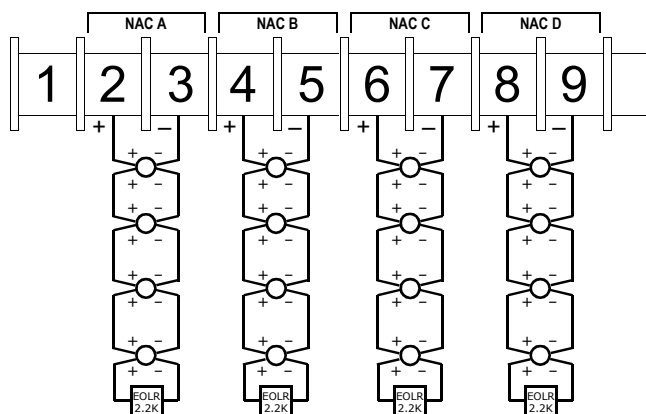 NAC A NAC B NAC C NAC D
1 2 3 4 5 6 7 8 9
+ – + – + – + –
+ – + – + – + –
+ – + – + – + –
+ – + – + – + –
+ – + – + – + –
+ – + – + – + –
+ – + – + – + –
+ – + – + – + –
+ – + – + – + –
EOLR EOLR EOLR EOLR
2.2K 2.2K 2.2K 2.2K